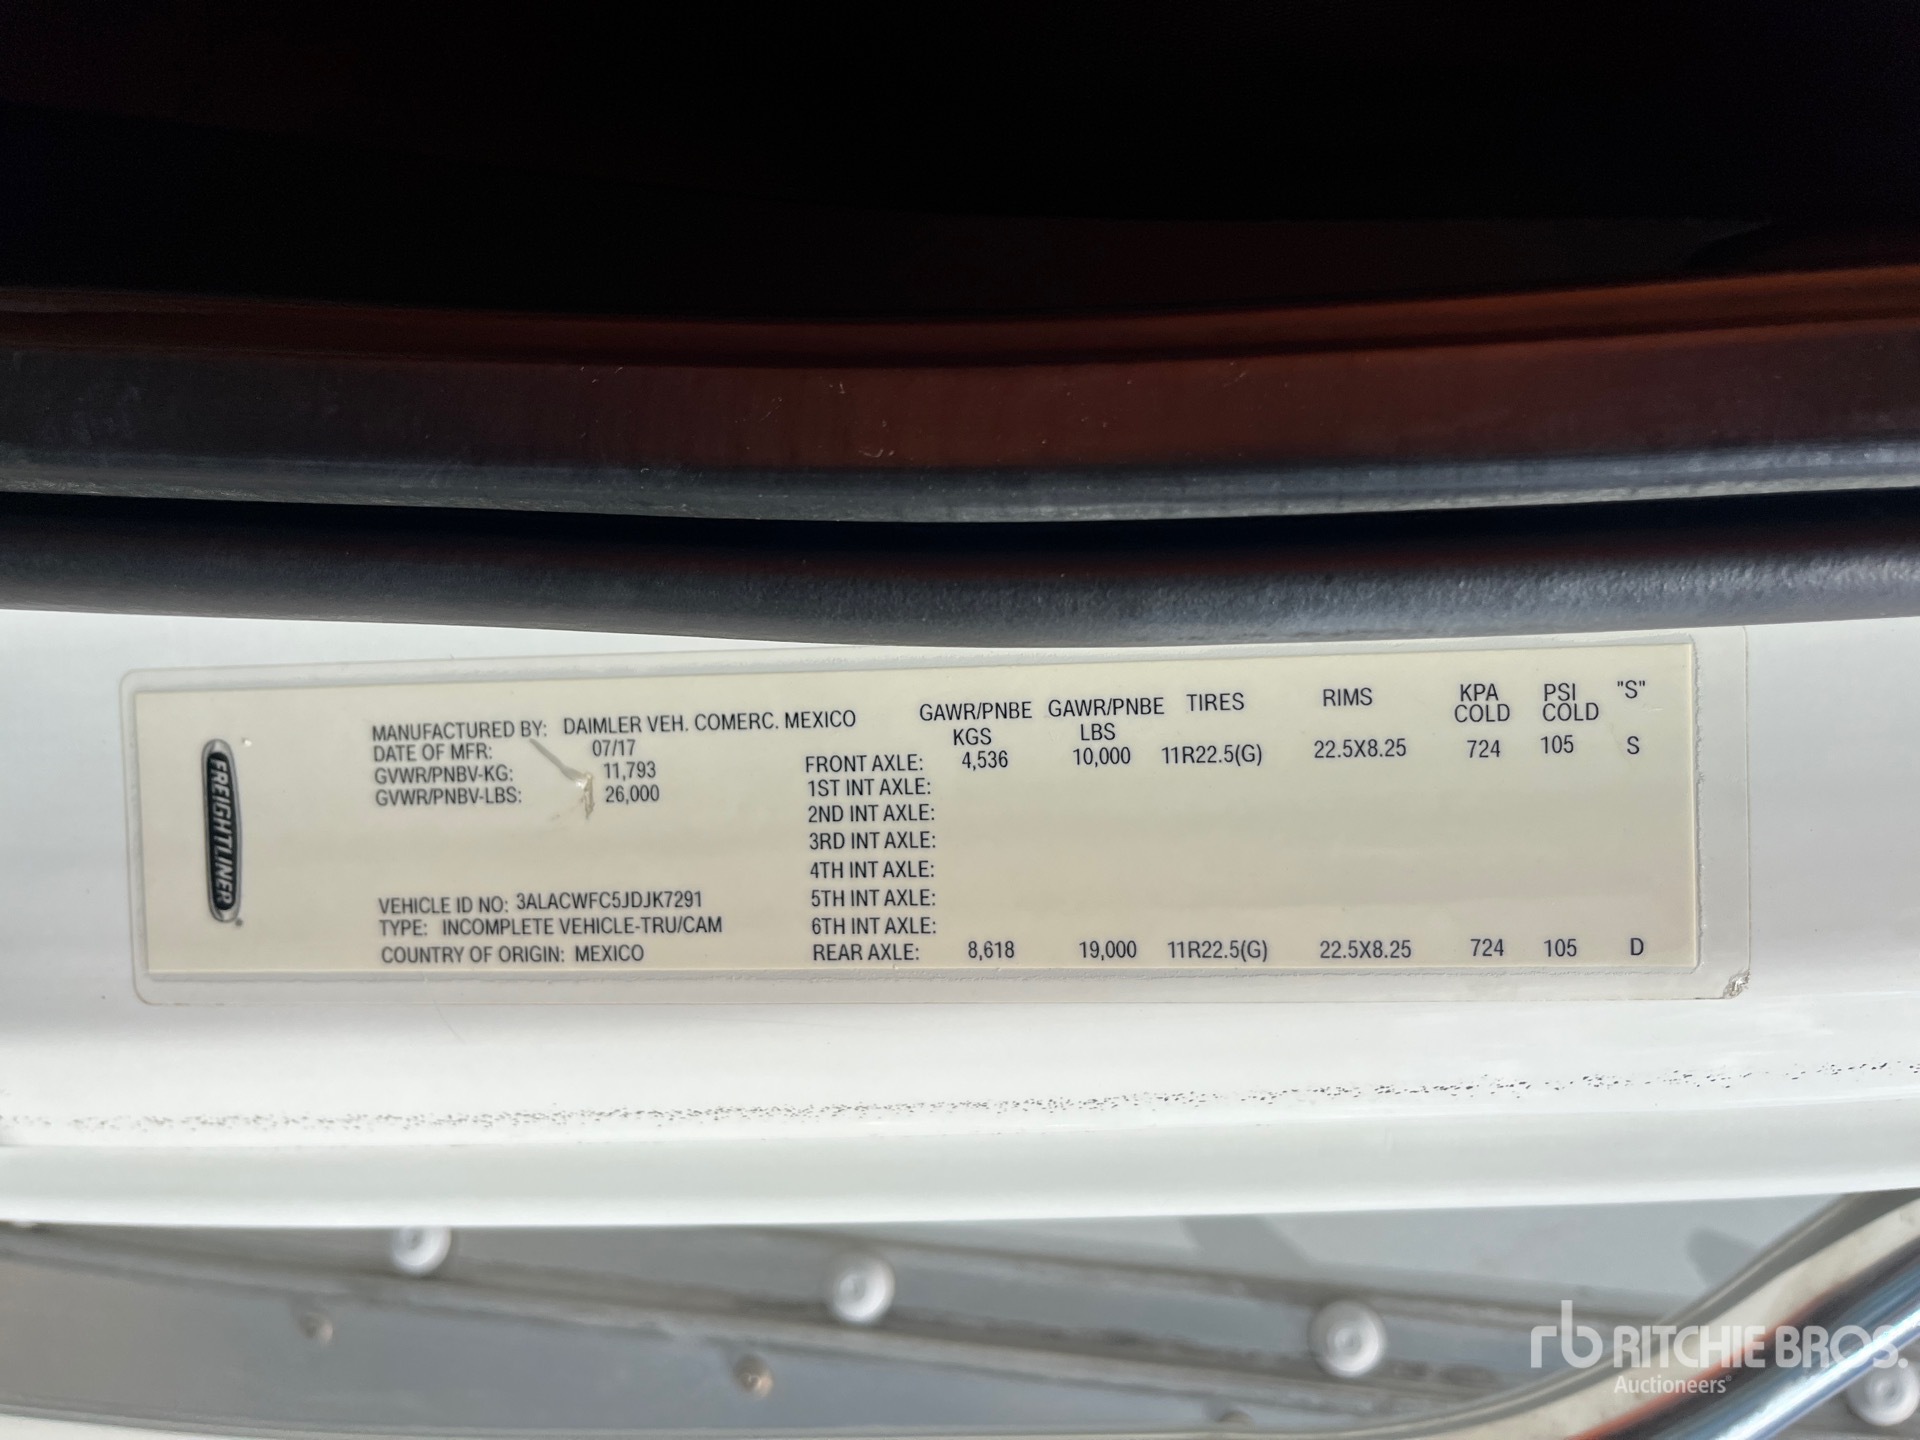 FREIGHTLINER
MANUFACTURED BY: DAIMLER VEH. COMERC. MEXICO
DATE OF MFR: 07/17
GVWR/PNBV-KG: 11,793
GVWR/PNBV-LBS: 26,000
VEHICLE ID NO: 3ALACWFC5JDJK7291
TYPE: INCOMPLETE VEHICLE-TRU/CAM
COUNTRY OF ORIGIN: MEXICO
GAWR/PNBE GAWR/PNBE TIRES RIMS KPA PSI "S"
KGS LBS COLD COLD
FRONT AXLE: 4,536 10,000 11R22.5(G) 22.5X8.25 724 105 S
1ST INT AXLE:
2ND INT AXLE:
3RD INT AXLE:
4TH INT AXLE:
5TH INT AXLE:
6TH INT AXLE:
REAR AXLE: 8,618 19,000 11R22.5(G) 22.5X8.25 724 105 D
rb RITCHIE BROS.
Auctioneers